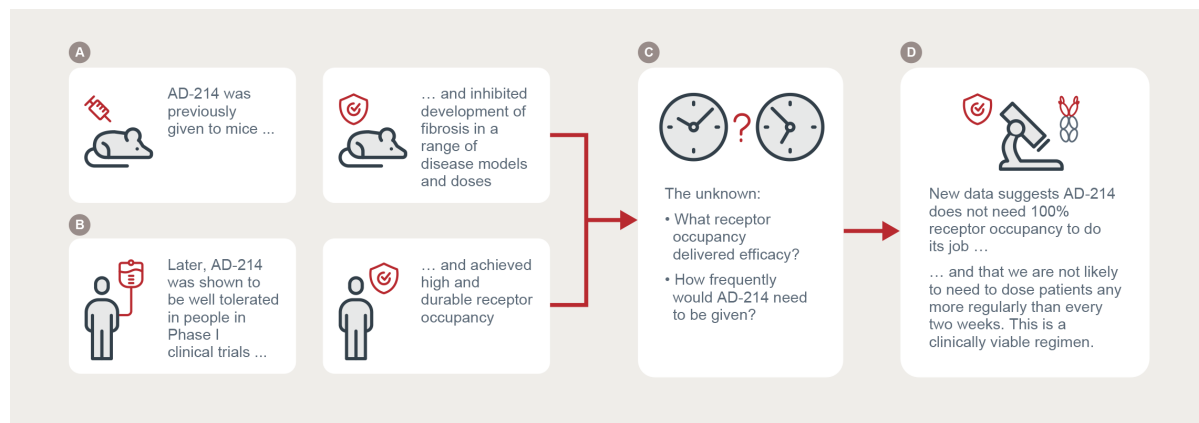 A
AD-214 was
previously
given to mice ...
... and inhibited
development of
fibrosis in a
range of
disease models
and doses
B
Later, AD-214
was shown to
be well tolerated
in people in
Phase I
clinical trials ...
... and achieved
high and
durable receptor
occupancy
C
?
The unknown:
• What receptor
occupancy
delivered efficacy?
• How frequently
would AD-214 need
to be given?
D
New data suggests AD-214
does not need 100%
receptor occupancy to do
its job ...
... and that we are not likely
to need to dose patients any
more regularly than every
two weeks. This is a
clinically viable regimen.